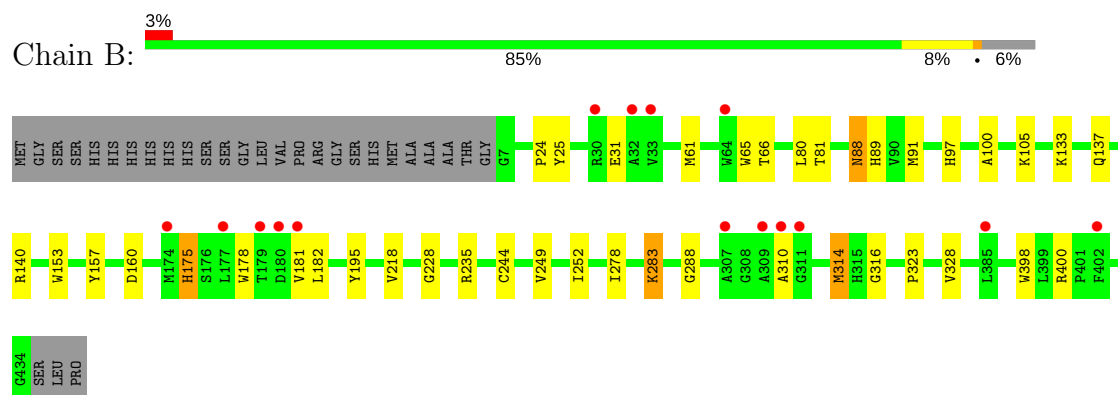 3%
Chain B:
85% 8% • 6%
MET GLY SER SER HIS HIS HIS HIS HIS HIS SER SER GLY LEU VAL PRO ARG GLY SER HIS MET ALA ALA ALA THR GLY G7 P24 Y25 R30 E31 A32 V33 M61 W64 W65 T66 L80 T81 N88 H89 V90 M91 H97 A100 K105 K133 Q137
R140 W153 Y157 D160 M174 H175 S176 L177 W178 T179 D180 V181 L182 Y195 V218 G228 R235 C244 V249 I252 I278 K283 G288 A307 G308 A309 A310 G311 M314 H315 G316 P323 V328 L385 W398 L399 R400 P401 F402
G434 SER LEU PRO